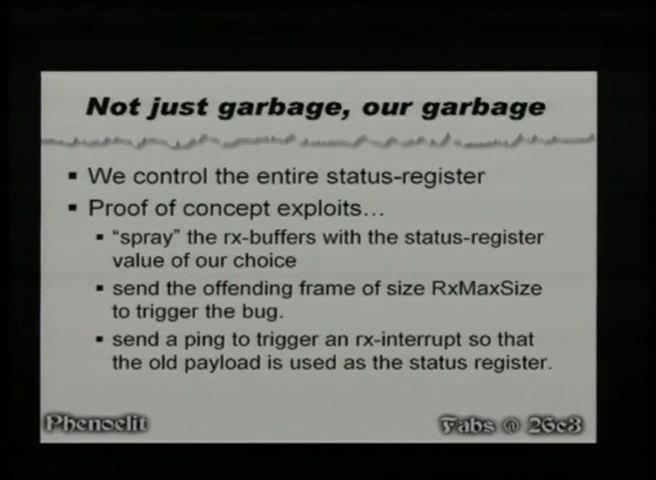 Not just garbage, our garbage
▪ We control the entire status-register
▪ Proof of concept exploits...
▪ "spray" the rx-buffers with the status-register
value of our choice
▪ send the offending frame of size RxMaxSize
to trigger the bug.
▪ send a ping to trigger an rx-interrupt so that
the old payload is used as the status register.
Phenoelit
Fabs @ 26c3